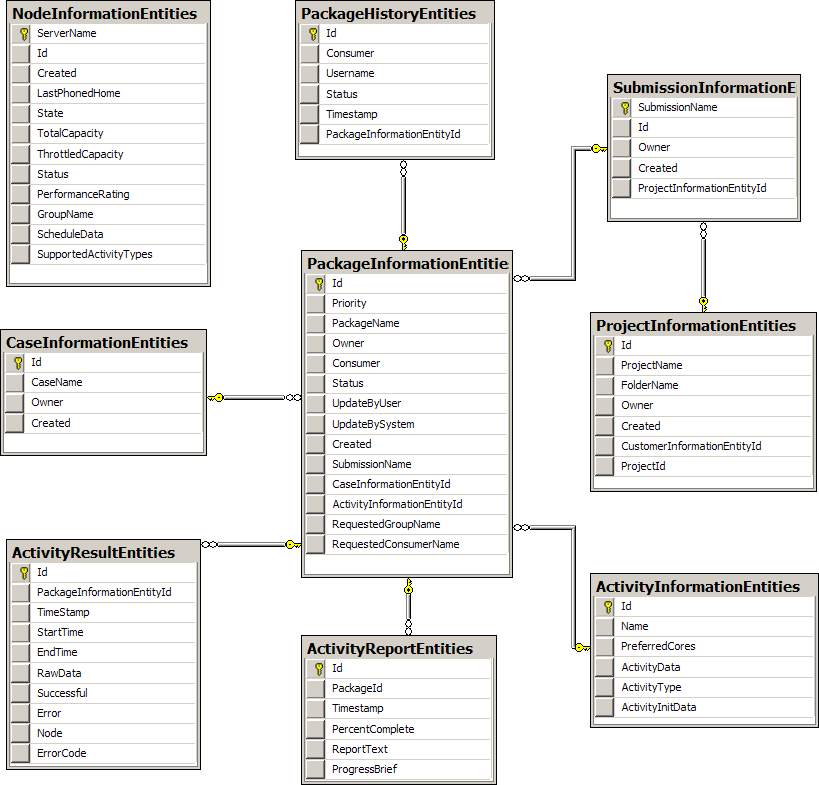 NodeInformationEntities
ServerName
Id
Created
LastPhonedHome
State
TotalCapacity
ThrottledCapacity
Status
PerformanceRating
GroupName
ScheduleData
SupportedActivityTypes
PackageHistoryEntities
Id
Consumer
Username
Status
Timestamp
PackageInformationEntityId
SubmissionInformationE
SubmissionName
Id
Owner
Created
ProjectInformationEntityId
PackageInformationEntitie
Id
Priority
PackageName
Owner
Consumer
Status
UpdateByUser
UpdateBySystem
Created
SubmissionName
CaseInformationEntityId
ActivityInformationEntityId
RequestedGroupName
RequestedConsumerName
CaseInformationEntities
Id
CaseName
Owner
Created
ProjectInformationEntities
Id
ProjectName
FolderName
Owner
Created
CustomerInformationEntityId
ProjectId
ActivityResultEntities
Id
PackageInformationEntityId
TimeStamp
StartTime
EndTime
RawData
Successful
Error
Node
ErrorCode
ActivityReportEntities
Id
PackageId
Timestamp
PercentComplete
ReportText
ProgressBrief
ActivityInformationEntities
Id
Name
PreferredCores
ActivityData
ActivityType
ActivityInitData